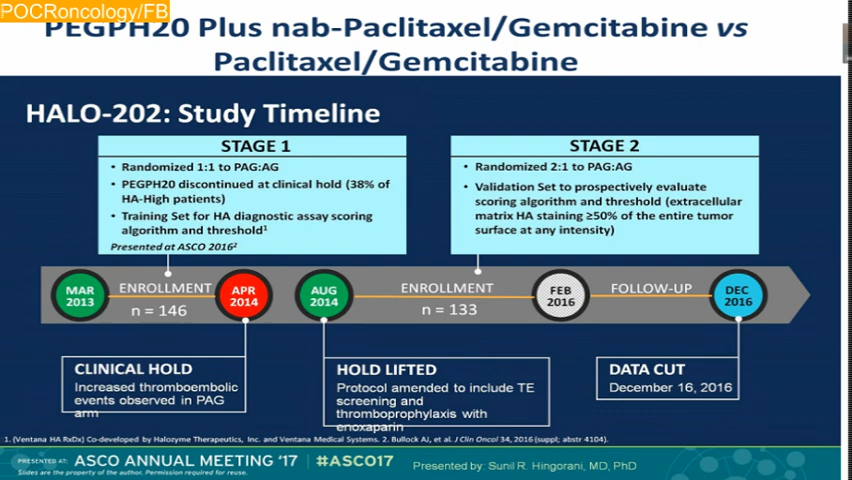 POCRoncology/FB
PEGPH20 Plus nab-Paclitaxel/Gemcitabine vs
Paclitaxel/Gemcitabine
HALO-202: Study Timeline
STAGE 1
• Randomized 1:1 to PAG:AG
• PEGPH20 discontinued at clinical hold (38% of
HA-High patients)
• Training Set for HA diagnostic assay scoring
algorithm and threshold¹
Presented at ASCO 2016²
STAGE 2
• Randomized 2:1 to PAG:AG
• Validation Set to prospectively evaluate
scoring algorithm and threshold (extracellular
matrix HA staining ≥50% of the entire tumor
surface at any intensity)
MAR
2013
ENROLLMENT
n = 146
APR
2014
AUG
2014
ENROLLMENT
n = 133
FEB
2016
FOLLOW-UP
DEC
2016
CLINICAL HOLD
Increased thromboembolic
events observed in PAG
arm
HOLD LIFTED
Protocol amended to include TE
screening and
thromboprophylaxis with
enoxaparin
DATA CUT
December 16, 2016
1. (Ventana HA RxDx) Co-developed by Halozyme Therapeutics, Inc. and Ventana Medical Systems. 2. Bullock AJ, et al. J Clin Oncol 34, 2016 (suppl; abstr 4104).
PRESENTED AT: ASCO ANNUAL MEETING '17 | #ASCO17
Slides are the property of the author. Permission required for reuse.
Presented by: Sunil R. Hingorani, MD, PhD